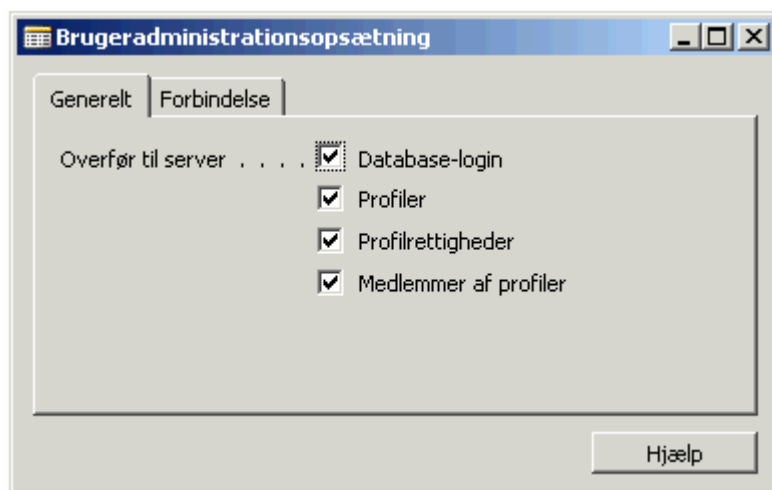 Brugeradministrationsopsætning
Generelt Forbindelse
Overfør til server . . . . Database-login
Profiler
Profilrettigheder
Medlemmer af profiler
Hjælp